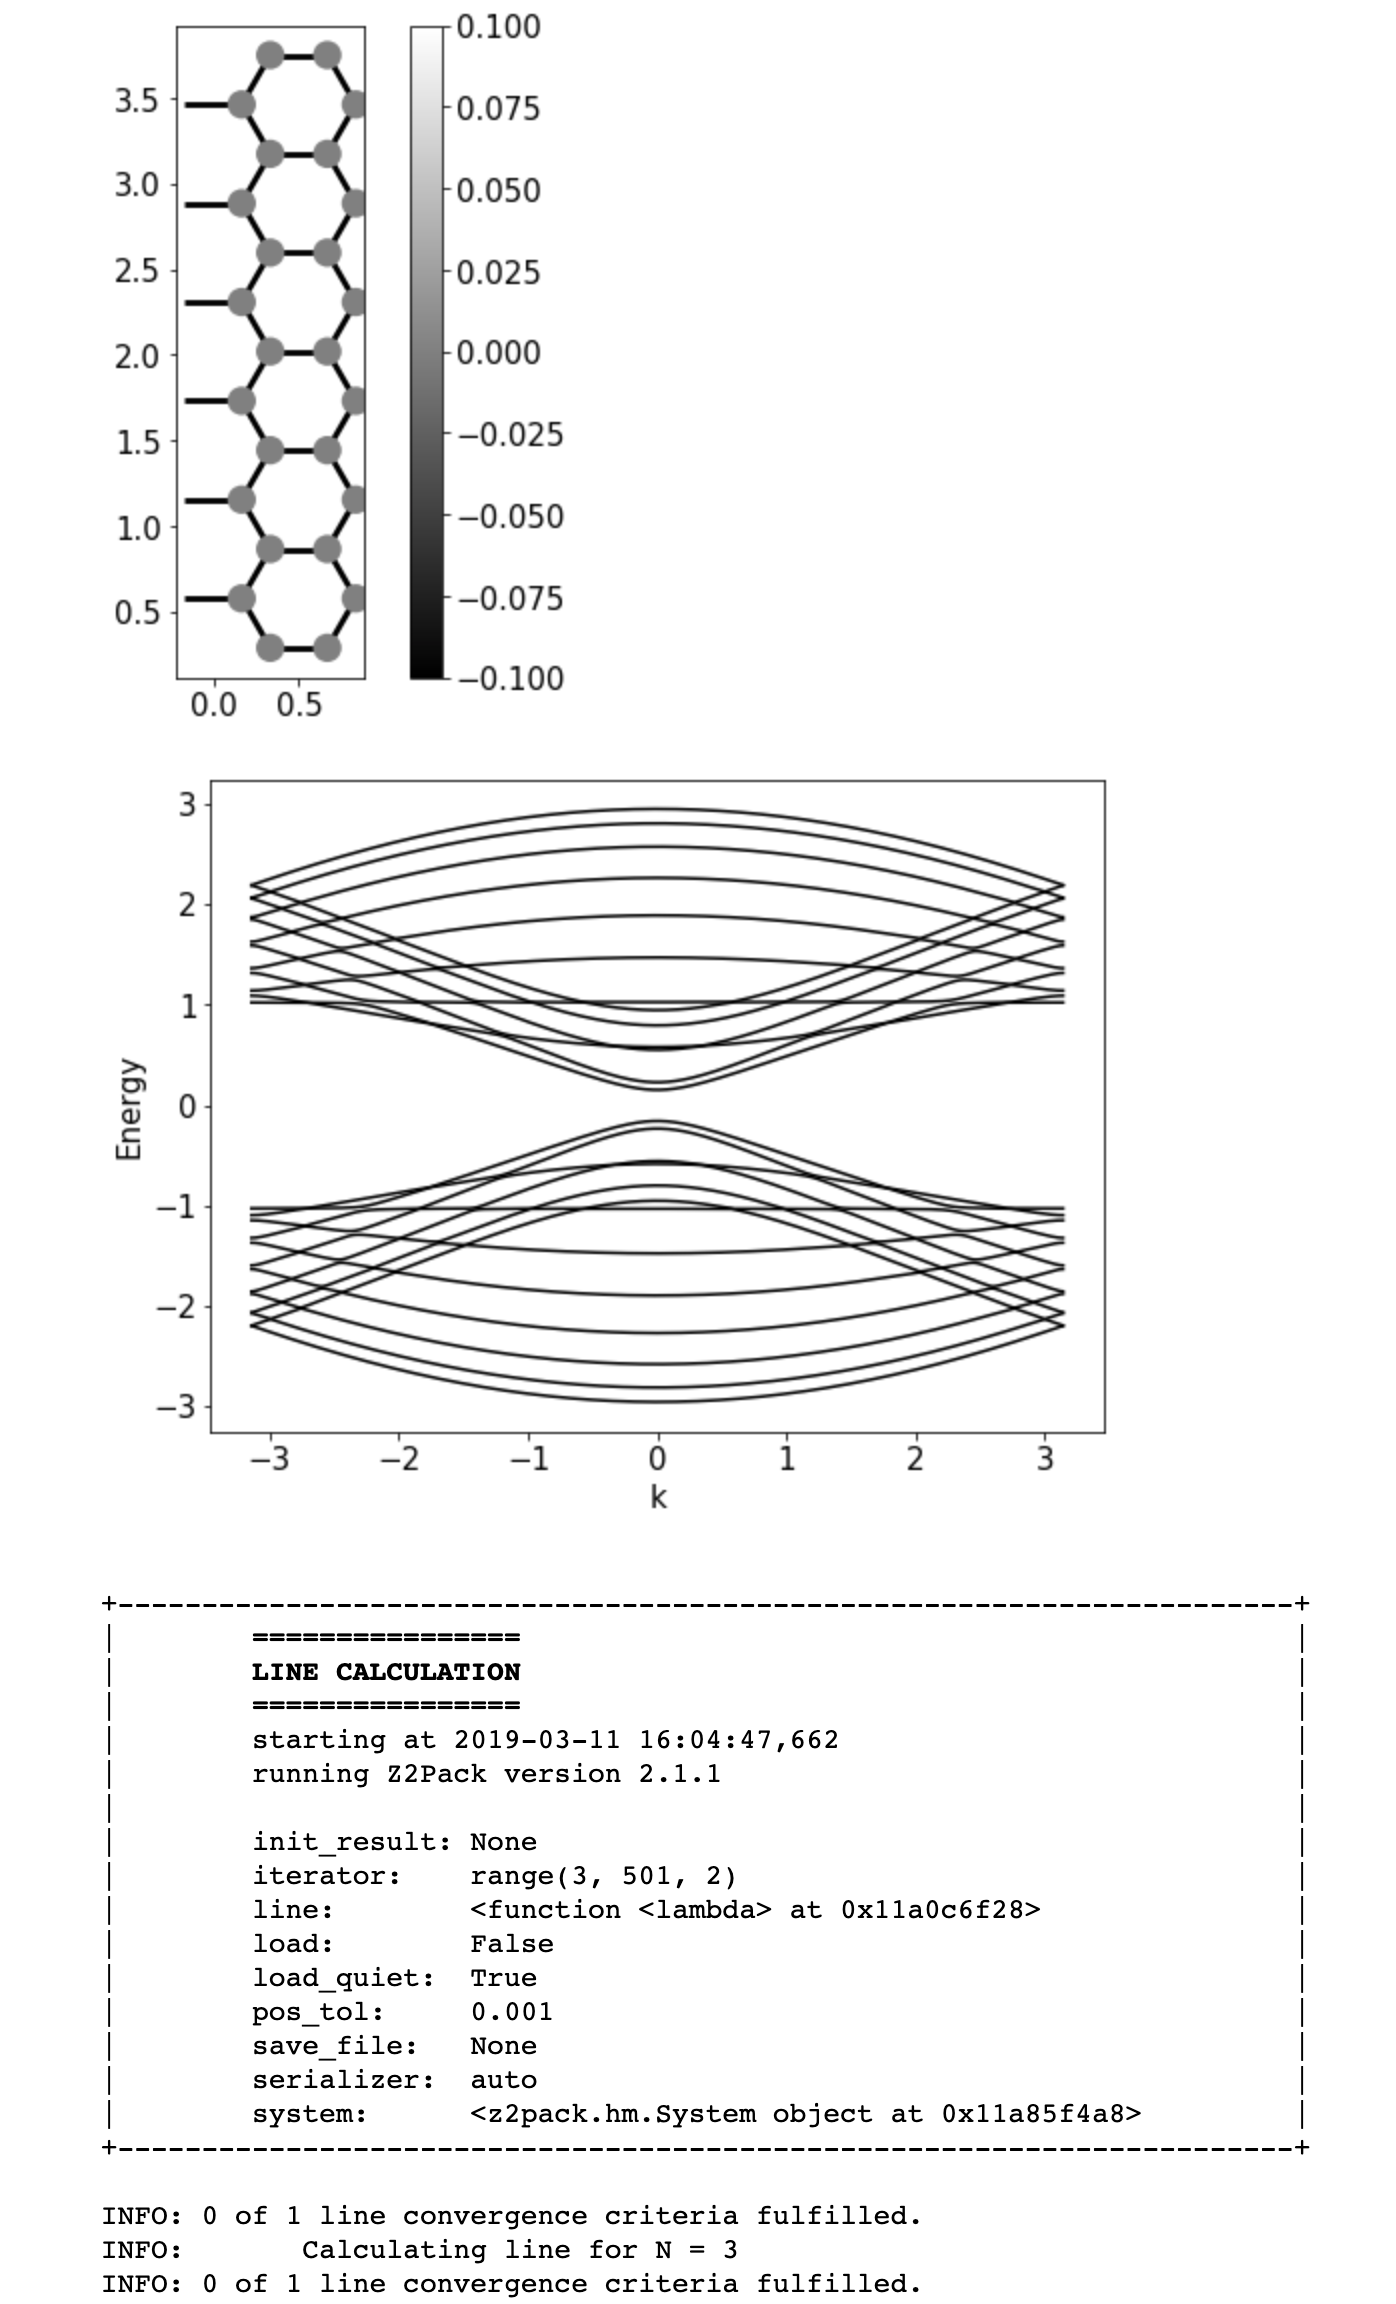 0.100
0.075
0.050
0.025
0.000
−0.025
−0.050
−0.075
−0.100
3.5
3.0
2.5
2.0
1.5
1.0
0.5
0.0 0.5
3
2
1
0
−1
−2
−3
Energy
−3 −2 −1 0 1 2 3
k
+----------------------------------------------------------------------+
| ================ |
| LINE CALCULATION |
| ================ |
| starting at 2019-03-11 16:04:47,662 |
| running Z2Pack version 2.1.1 |
| |
| init_result: None |
| iterator: range(3, 501, 2) |
| line: <function <lambda> at 0x11a0c6f28> |
| load: False |
| load_quiet: True |
| pos_tol: 0.001 |
| save_file: None |
| serializer: auto |
| system: <z2pack.hm.System object at 0x11a85f4a8> |
+----------------------------------------------------------------------+
INFO: 0 of 1 line convergence criteria fulfilled.
INFO: Calculating line for N = 3
INFO: 0 of 1 line convergence criteria fulfilled.